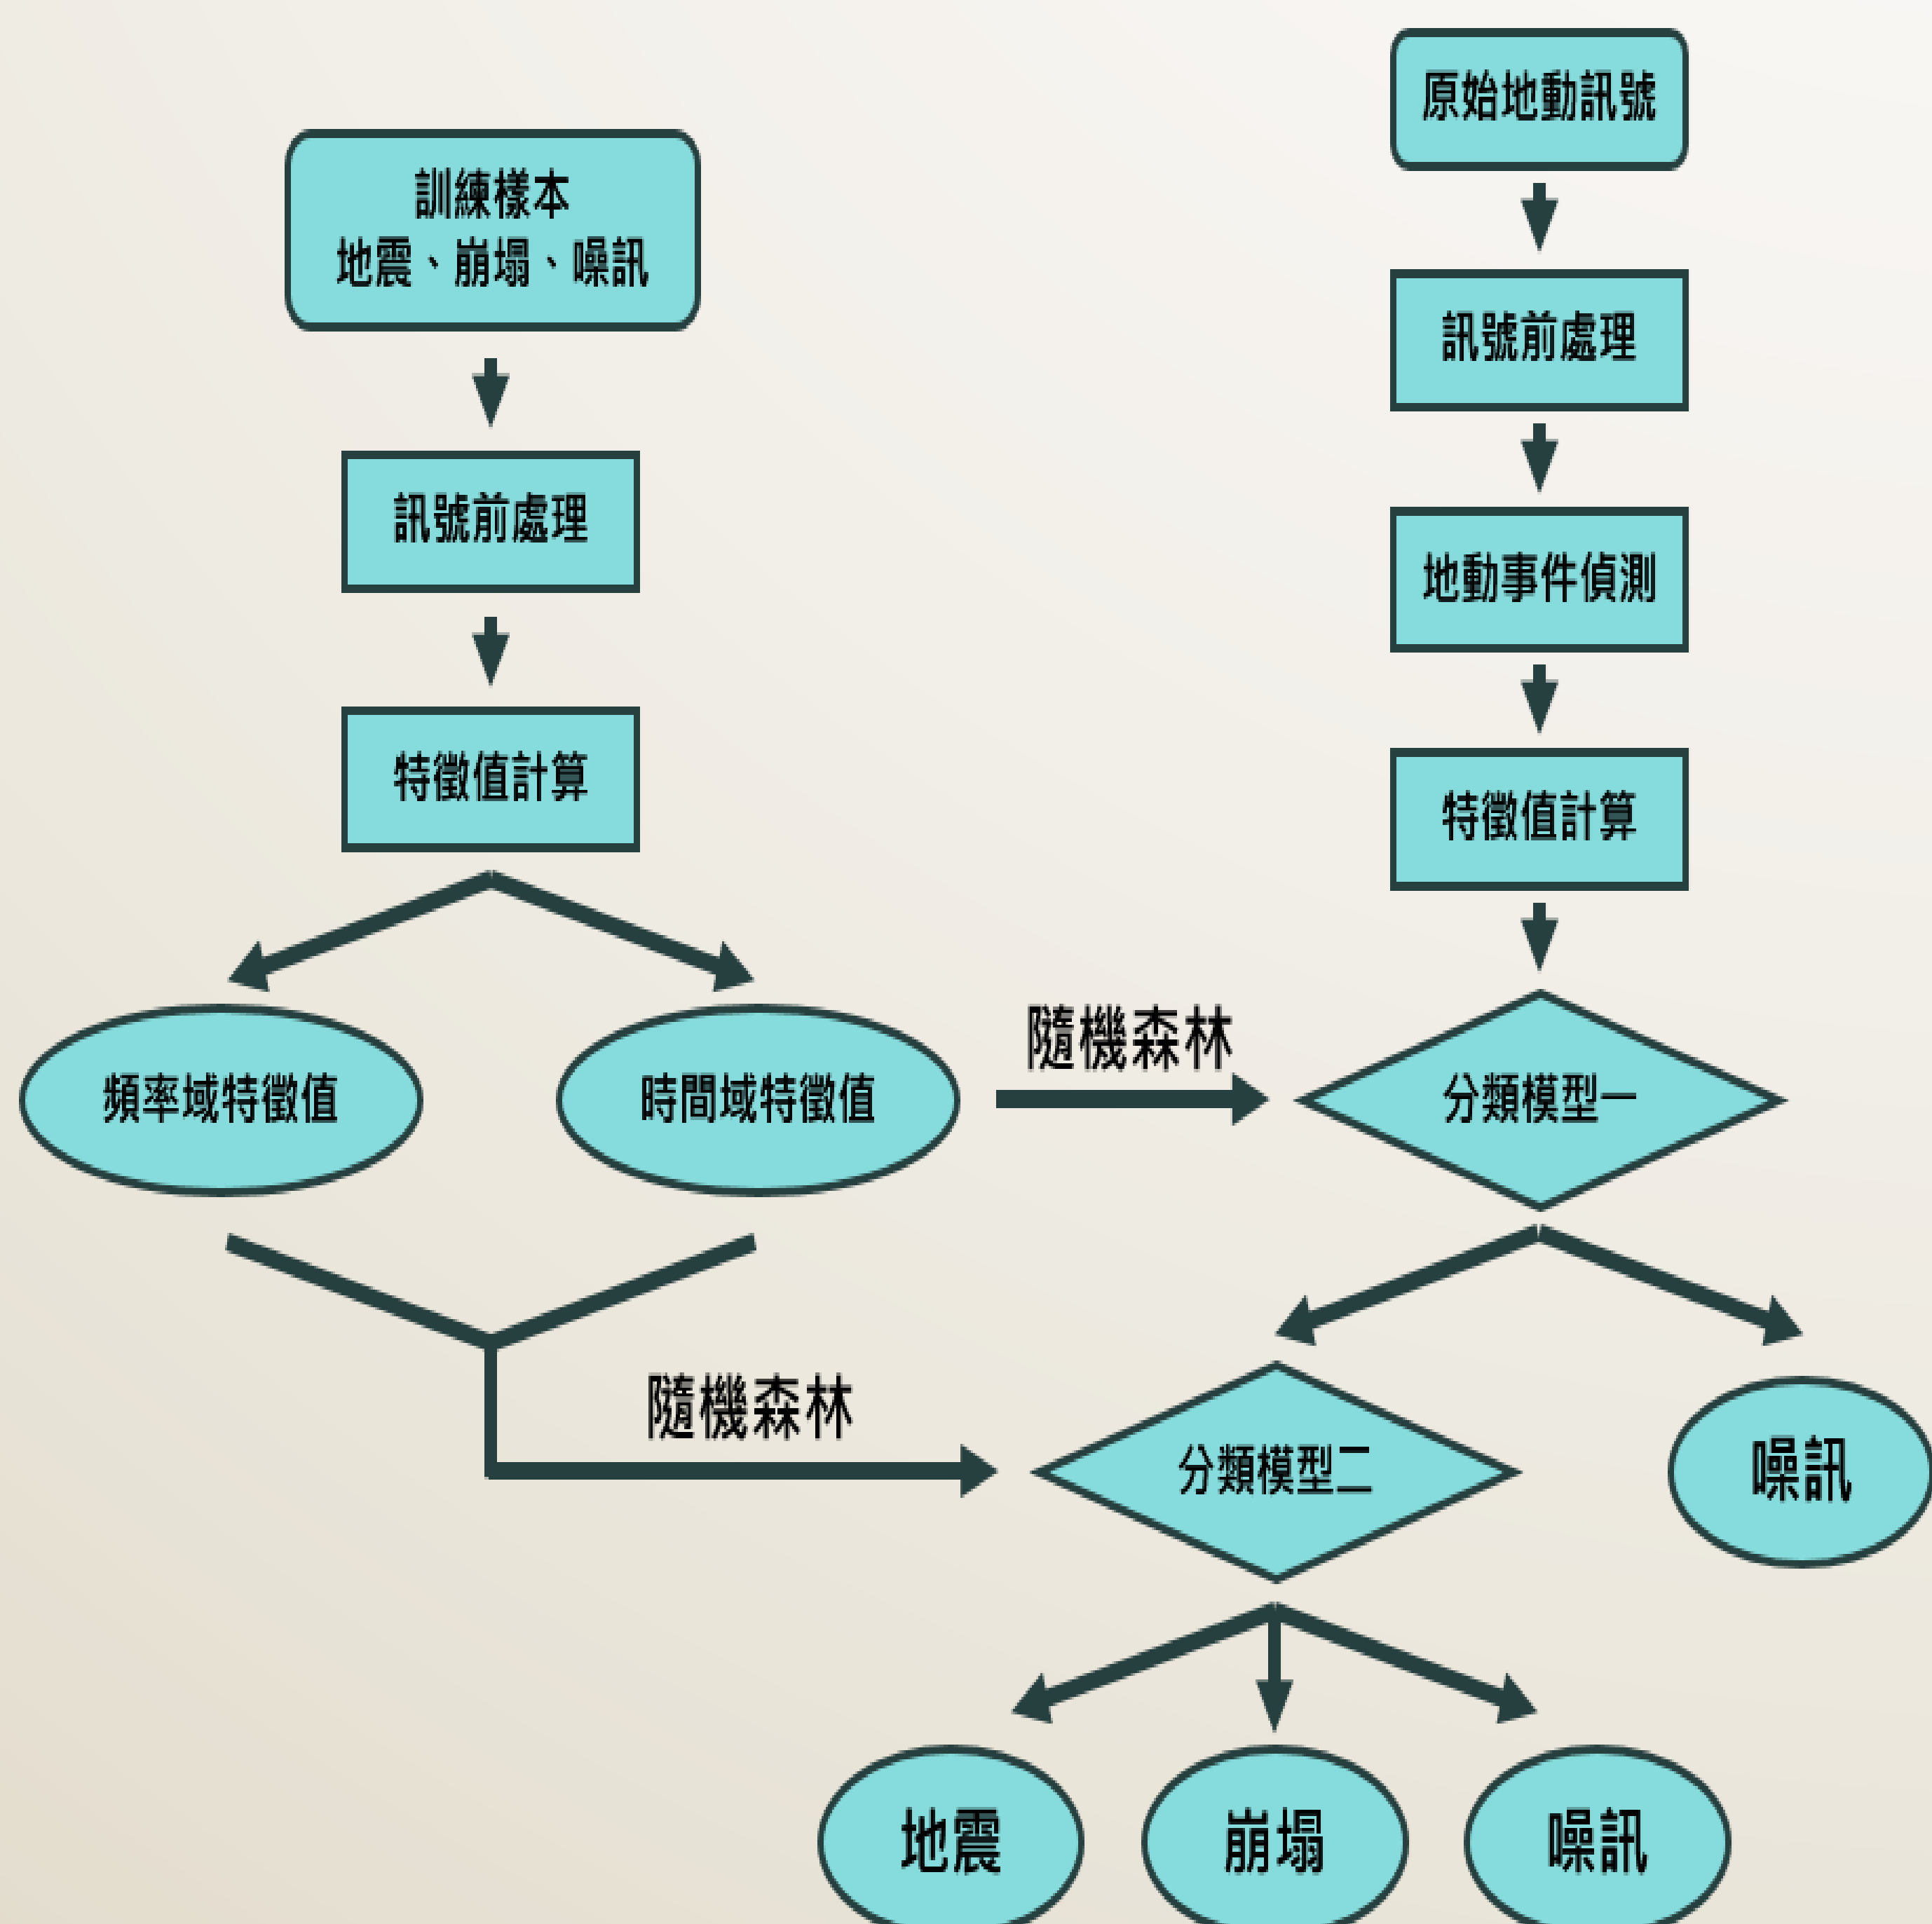 原始地動訊號
訓練樣本
地震、崩塌、噪訊
訊號前處理
訊號前處理
地動事件偵測
特徵值計算
特徵值計算
隨機森林
頻率域特徵值
時間域特徵值
分類模型一
隨機森林
分類模型二
噪訊
地震
崩塌
噪訊